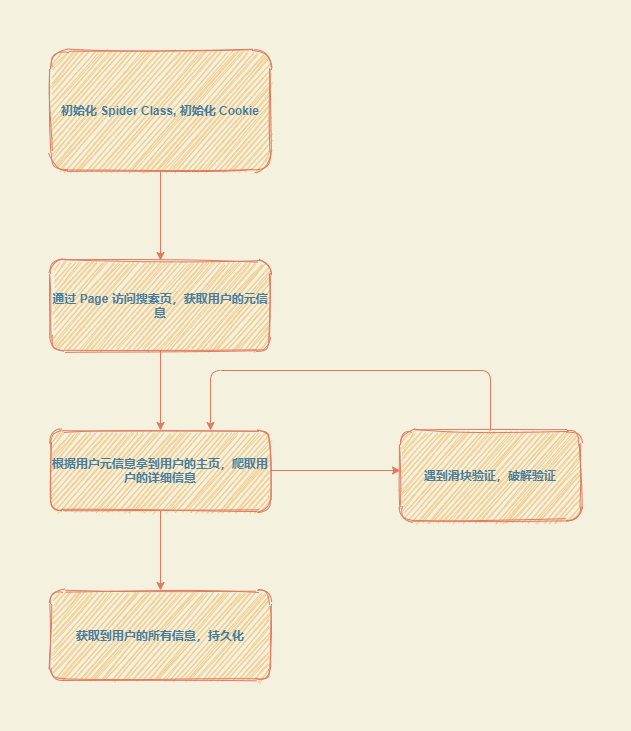 初始化 Spider Class, 初始化 Cookie
通过 Page 访问搜索页，获取用户的元信
息
根据用户元信息拿到用户的主页，爬取用
户的详细信息
遇到滑块验证，破解验证
获取到用户的所有信息，持久化